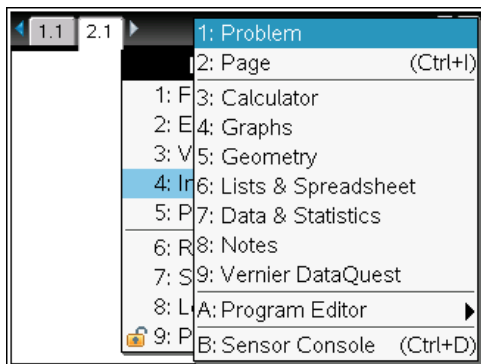 1.1 2.1
1: Problem
2: Page (Ctrl+I)
1: F 3: Calculator
2: E 4: Graphs
3: V 5: Geometry
4: In 6: Lists & Spreadsheet
5: P 7: Data & Statistics
6: R 8: Notes
7: S 9: Vernier DataQuest
8: L A: Program Editor
9: P B: Sensor Console (Ctrl+D)